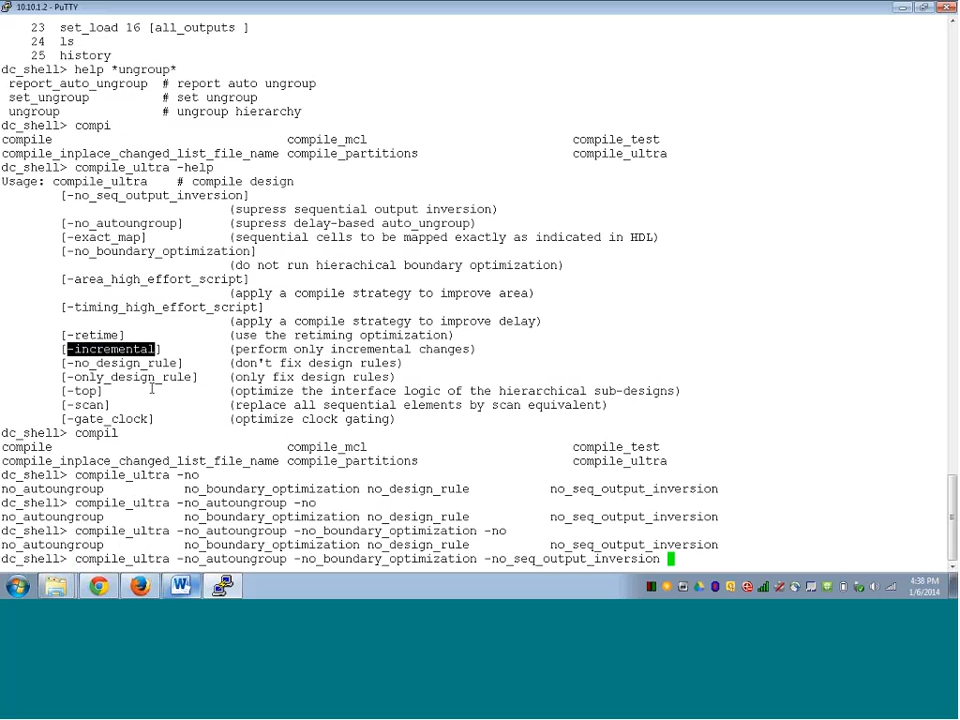 10.10.1.2 - PuTTY
23 set_load 16 [all_outputs ]
24 ls
25 history
dc_shell> help *ungroup*
report_auto_ungroup # report auto ungroup
set_ungroup # set ungroup
ungroup # ungroup hierarchy
dc_shell> compi
compile compile_mcl compile_test
compile_inplace_changed_list_file_name compile_partitions compile_ultra
dc_shell> compile_ultra -help
Usage: compile_ultra # compile design
[-no_seq_output_inversion]
(supress sequential output inversion)
[-no_autoungroup] (supress delay-based auto_ungroup)
[-exact_map] (sequential cells to be mapped exactly as indicated in HDL)
[-no_boundary_optimization]
(do not run hierachical boundary optimization)
[-area_high_effort_script]
(apply a compile strategy to improve area)
[-timing_high_effort_script]
(apply a compile strategy to improve delay)
[-retime] (use the retiming optimization)
[-incremental] (perform only incremental changes)
[-no_design_rule] (don't fix design rules)
[-only_design_rule] (only fix design rules)
[-top] (optimize the interface logic of the hierarchical sub-designs)
[-scan] (replace all sequential elements by scan equivalent)
[-gate_clock] (optimize clock gating)
dc_shell> compil
compile compile_mcl compile_test
compile_inplace_changed_list_file_name compile_partitions compile_ultra
dc_shell> compile_ultra -no
no_autoungroup no_boundary_optimization no_design_rule no_seq_output_inversion
dc_shell> compile_ultra -no_autoungroup -no
no_autoungroup no_boundary_optimization no_design_rule no_seq_output_inversion
dc_shell> compile_ultra -no_autoungroup -no_boundary_optimization -no
no_autoungroup no_boundary_optimization no_design_rule no_seq_output_inversion
dc_shell> compile_ultra -no_autoungroup -no_boundary_optimization -no_seq_output_inversion
4:38 PM
1/6/2014